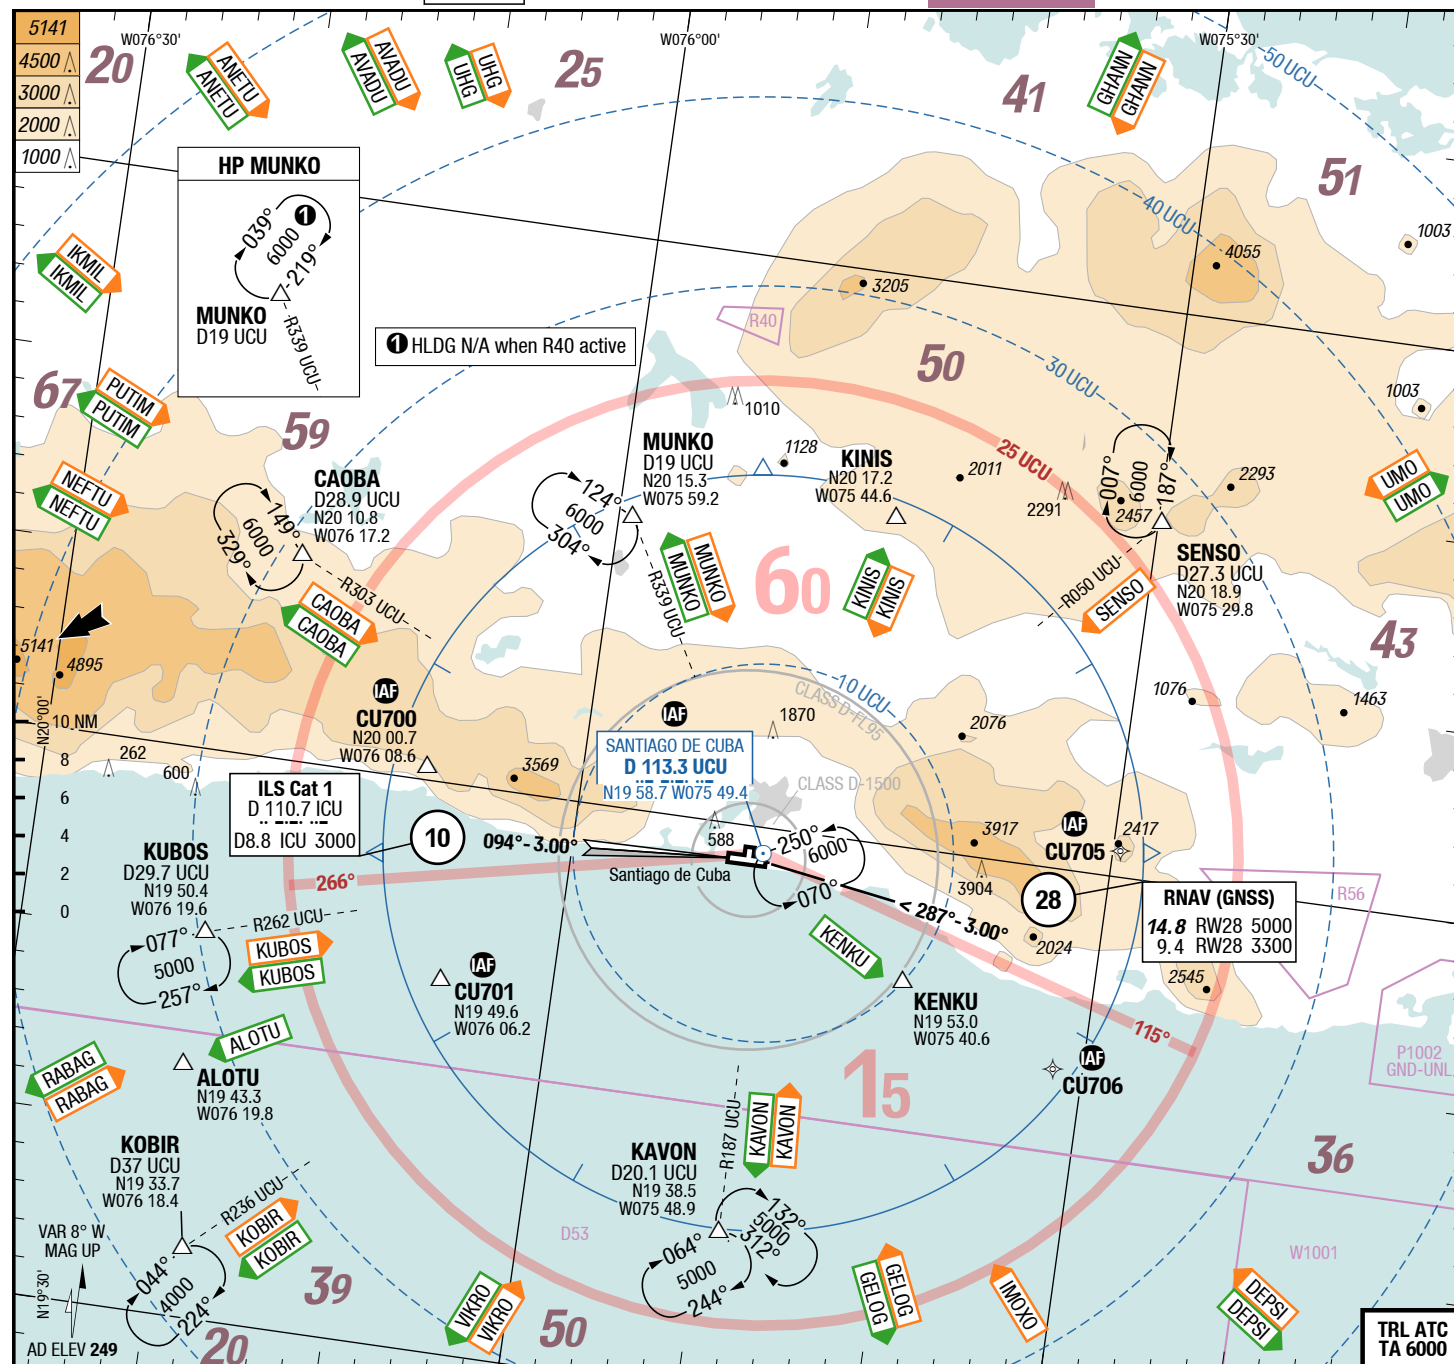 5141
4500
3000
2000
1000
W076°30'
W076°00'
W075°30'
20
25
41
51
50 UCU
ANETU
ANETU
AVADU
AVADU
UHG
UHG
GHANN
GHANN
HP MUNKO
039°
6000 1
219°
MUNKO
D19 UCU
R339 UCU
1 HLDG N/A when R40 active
IKMIL
IKMIL
40 UCU
4055
1003
3205
R40
50
30 UCU
67
PUTIM
PUTIM
59
1003
1010
NEFTU
NEFTU
CAOBA
D28.9 UCU
N20 10.8
W076 17.2
149°
6000
329°
R303 UCU
CAOBA
CAOBA
MUNKO
D19 UCU
N20 15.3
W075 59.2
124°
6000
304°
R339 UCU
MUNKO
MUNKO
1128
KINIS
N20 17.2
W075 44.6
2011
25 UCU
2291
007°
6000
187°
2457
2293
UMO
UMO
SENSO
D27.3 UCU
N20 18.9
W075 29.8
R050 UCU
SENSO
60
KINIS
KINIS
43
5141
4895
N20°00'
10 NM
8
6
4
2
0
262
600
IAF
CU700
N20 00.7
W076 08.6
3569
IAF
SANTIAGO DE CUBA
D 113.3 UCU
N19 58.7 W075 49.4
10 UCU
CLASS D-FL95
1870
CLASS D-1500
2076
1076
1463
ILS Cat 1
D 110.7 ICU
D8.8 ICU 3000
10
094°-3.00°
588
Santiago de Cuba
250°
6000
070°
3917
3904
IAF
CU705
2417
28
RNAV (GNSS)
14.8 RW28 5000
9.4 RW28 3300
R56
< 287°-3.00°
2024
2545
266°
KUBOS
D29.7 UCU
N19 50.4
W076 19.6
R262 UCU
077°
5000
257°
KUBOS
KUBOS
IAF
CU701
N19 49.6
W076 06.2
KENKU
KENKU
N19 53.0
W075 40.6
115°
P1002
GND-UNL
ALOTU
ALOTU
N19 43.3
W076 19.8
RABAG
RABAG
15
IAF
CU706
KOBIR
D37 UCU
N19 33.7
W076 18.4
R236 UCU
KOBIR
KOBIR
044°
4000
224°
KAVON
D20.1 UCU
N19 38.5
W075 48.9
R187 UCU
KAVON
KAVON
132°
5000
312°
064°
5000
244°
36
D53
W1001
VAR 8° W
MAG UP
N19°30'
AD ELEV 249
39
20
VIKRO
VIKRO
50
GELOG
GELOG
IMOXO
DEPSI
DEPSI
TRL ATC
TA 6000